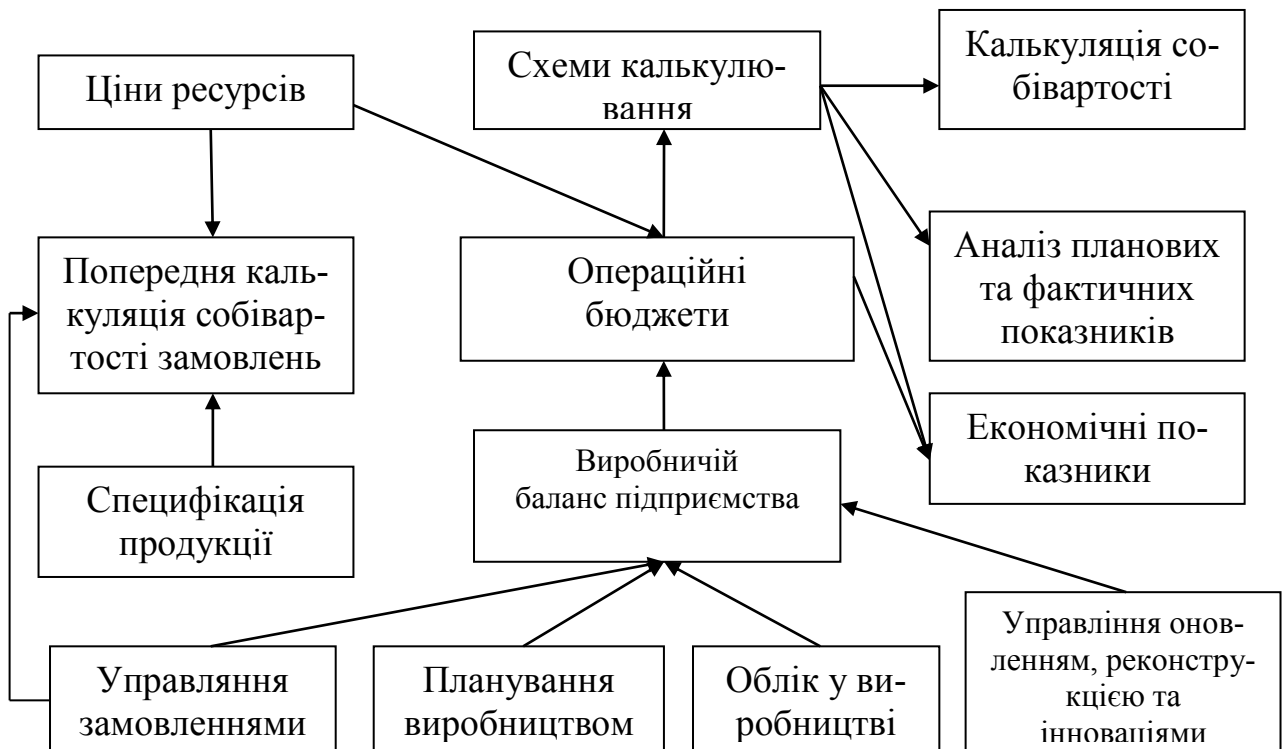 Ціни ресурсів
Схеми калькулю-
вання
Калькуляція со-
бівартості
Попередня каль-
куляція собівар-
тості замовлень
Операційні
бюджети
Аналіз планових
та фактичних
показників
Економічні по-
казники
Специфікація
продукції
Виробничій
баланс підприємства
Управляння
замовленнями
Планування
виробництвом
Облік у ви-
робництві
Управління онов-
ленням, реконстру-
кцією та
інноваціями